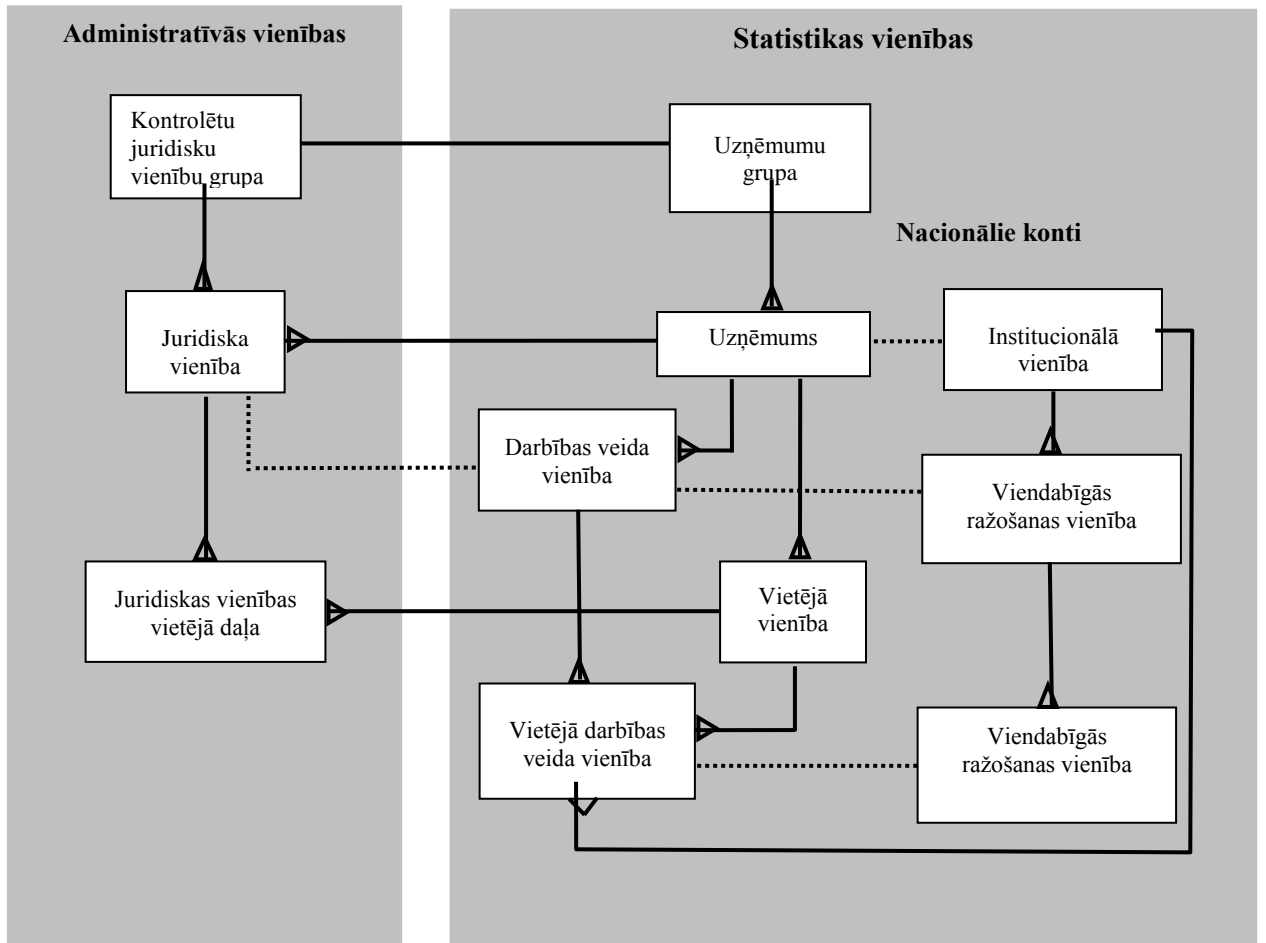 Administratīvās vienības
Statistikas vienības
Kontrolētu
juridisku
vienību grupa
Uzņēmumu
grupa
Nacionālie konti
Juridiska
vienība
Uzņēmums
Institucionālā
vienība
Darbības veida
vienība
Viendabīgās
ražošanas vienība
Juridiskas vienības
vietējā daļa
Vietējā
vienība
Vietējā darbības
veida vienība
Viendabīgās
ražošanas vienība